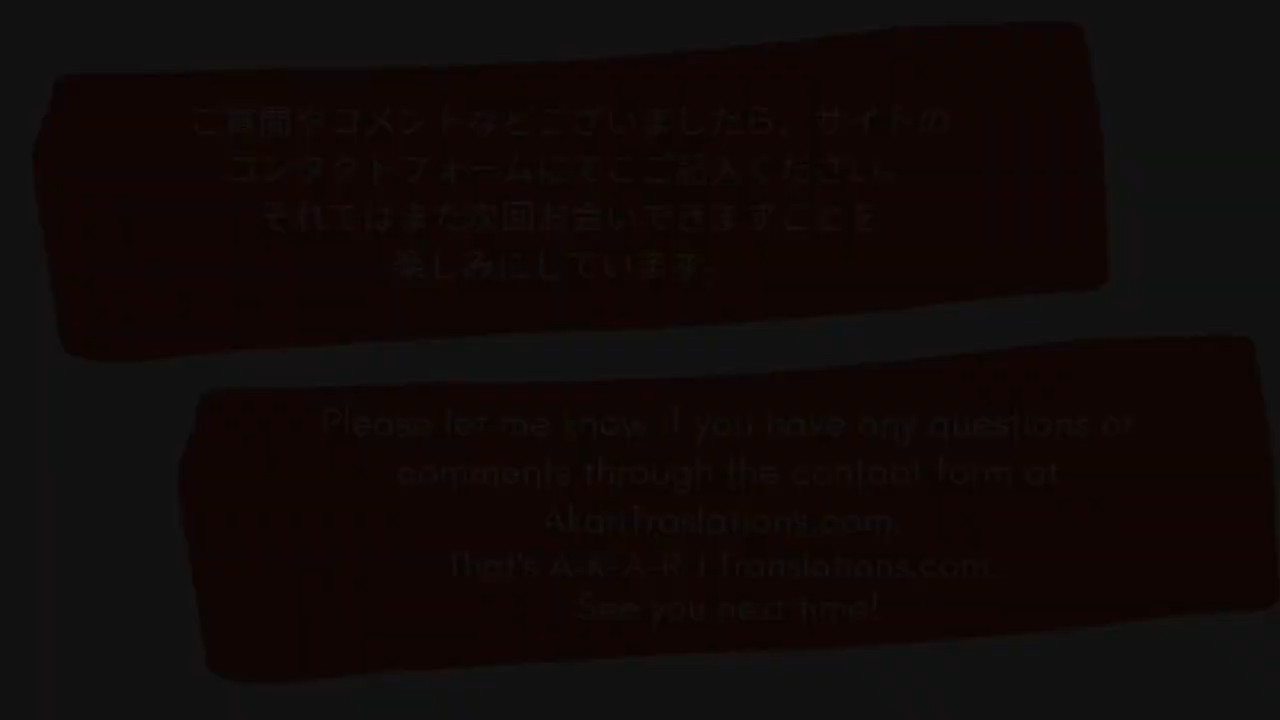 ご質問やコメントなどございましたら、サイトの
コンタクトフォームにてご記入ください。
それではまた次回お会いできますことを
楽しみにしています。
Please let me know if you have any questions or
comments through the contact form at
AkariTraslations.com.
That's A-K-A-R-I Translations.com.
See you next time!